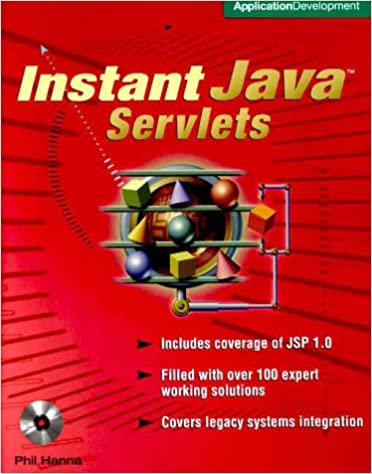 ApplicationDevelopment
Instant Java™
Servlets
Includes coverage of JSP 1.0
Filled with over 100 expert
working solutions
Covers legacy systems integration
Phil Hanna